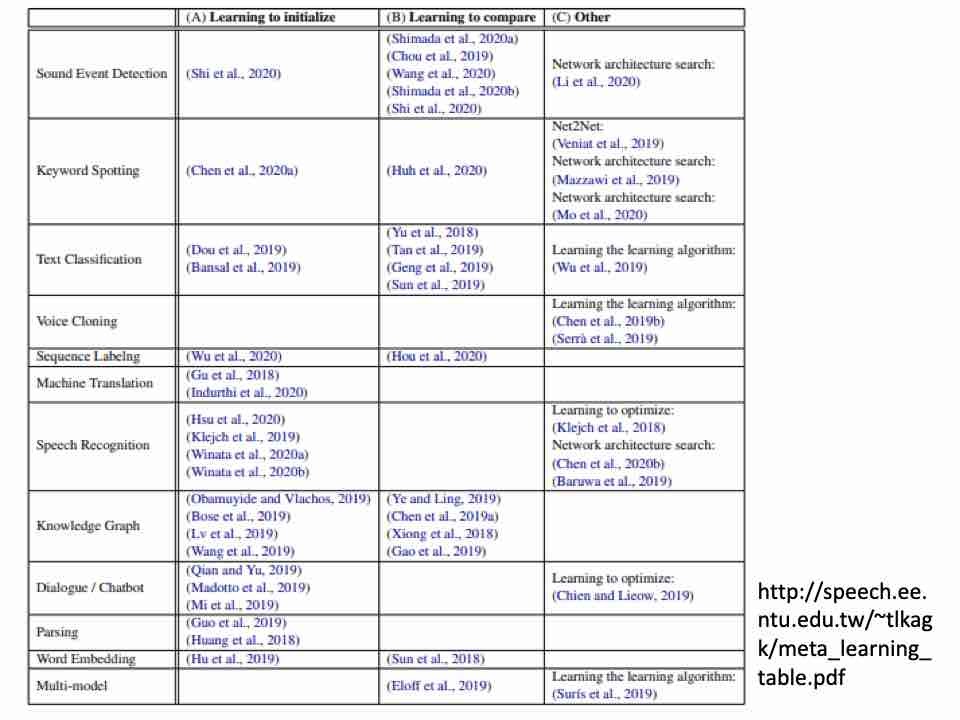 (A) Learning to initialize (B) Learning to compare (C) Other
Sound Event Detection
(Shi et al., 2020)
(Shimada et al., 2020a)
(Chou et al., 2019)
(Wang et al., 2020)
(Shimada et al., 2020b)
(Shi et al., 2020)
Network architecture search:
(Li et al., 2020)
Keyword Spotting
(Chen et al., 2020a)
(Huh et al., 2020)
Net2Net:
(Veniat et al., 2019)
Network architecture search:
(Mazzawi et al., 2019)
Network architecture search:
(Mo et al., 2020)
Text Classification
(Dou et al., 2019)
(Bansal et al., 2019)
(Yu et al., 2018)
(Tan et al., 2019)
(Geng et al., 2019)
(Sun et al., 2019)
Learning the learning algorithm:
(Wu et al., 2019)
Voice Cloning
Learning the learning algorithm:
(Chen et al., 2019b)
(Serrà et al., 2019)
Sequence Labelng
(Wu et al., 2020)
(Hou et al., 2020)
Machine Translation
(Gu et al., 2018)
(Indurthi et al., 2020)
Speech Recognition
(Hsu et al., 2020)
(Klejch et al., 2019)
(Winata et al., 2020a)
(Winata et al., 2020b)
Learning to optimize:
(Klejch et al., 2018)
Network architecture search:
(Chen et al., 2020b)
(Baruwa et al., 2019)
Knowledge Graph
(Obamuyide and Vlachos, 2019)
(Bose et al., 2019)
(Lv et al., 2019)
(Wang et al., 2019)
(Ye and Ling, 2019)
(Chen et al., 2019a)
(Xiong et al., 2018)
(Gao et al., 2019)
Dialogue / Chatbot
(Qian and Yu, 2019)
(Madotto et al., 2019)
(Mi et al., 2019)
Learning to optimize:
(Chien and Lieow, 2019)
Parsing
(Guo et al., 2019)
(Huang et al., 2018)
Word Embedding
(Hu et al., 2019)
(Sun et al., 2018)
Multi-model
(Eloff et al., 2019)
Learning the learning algorithm:
(Surís et al., 2019)
http://speech.ee.
ntu.edu.tw/~tlkag
k/meta_learning_
table.pdf